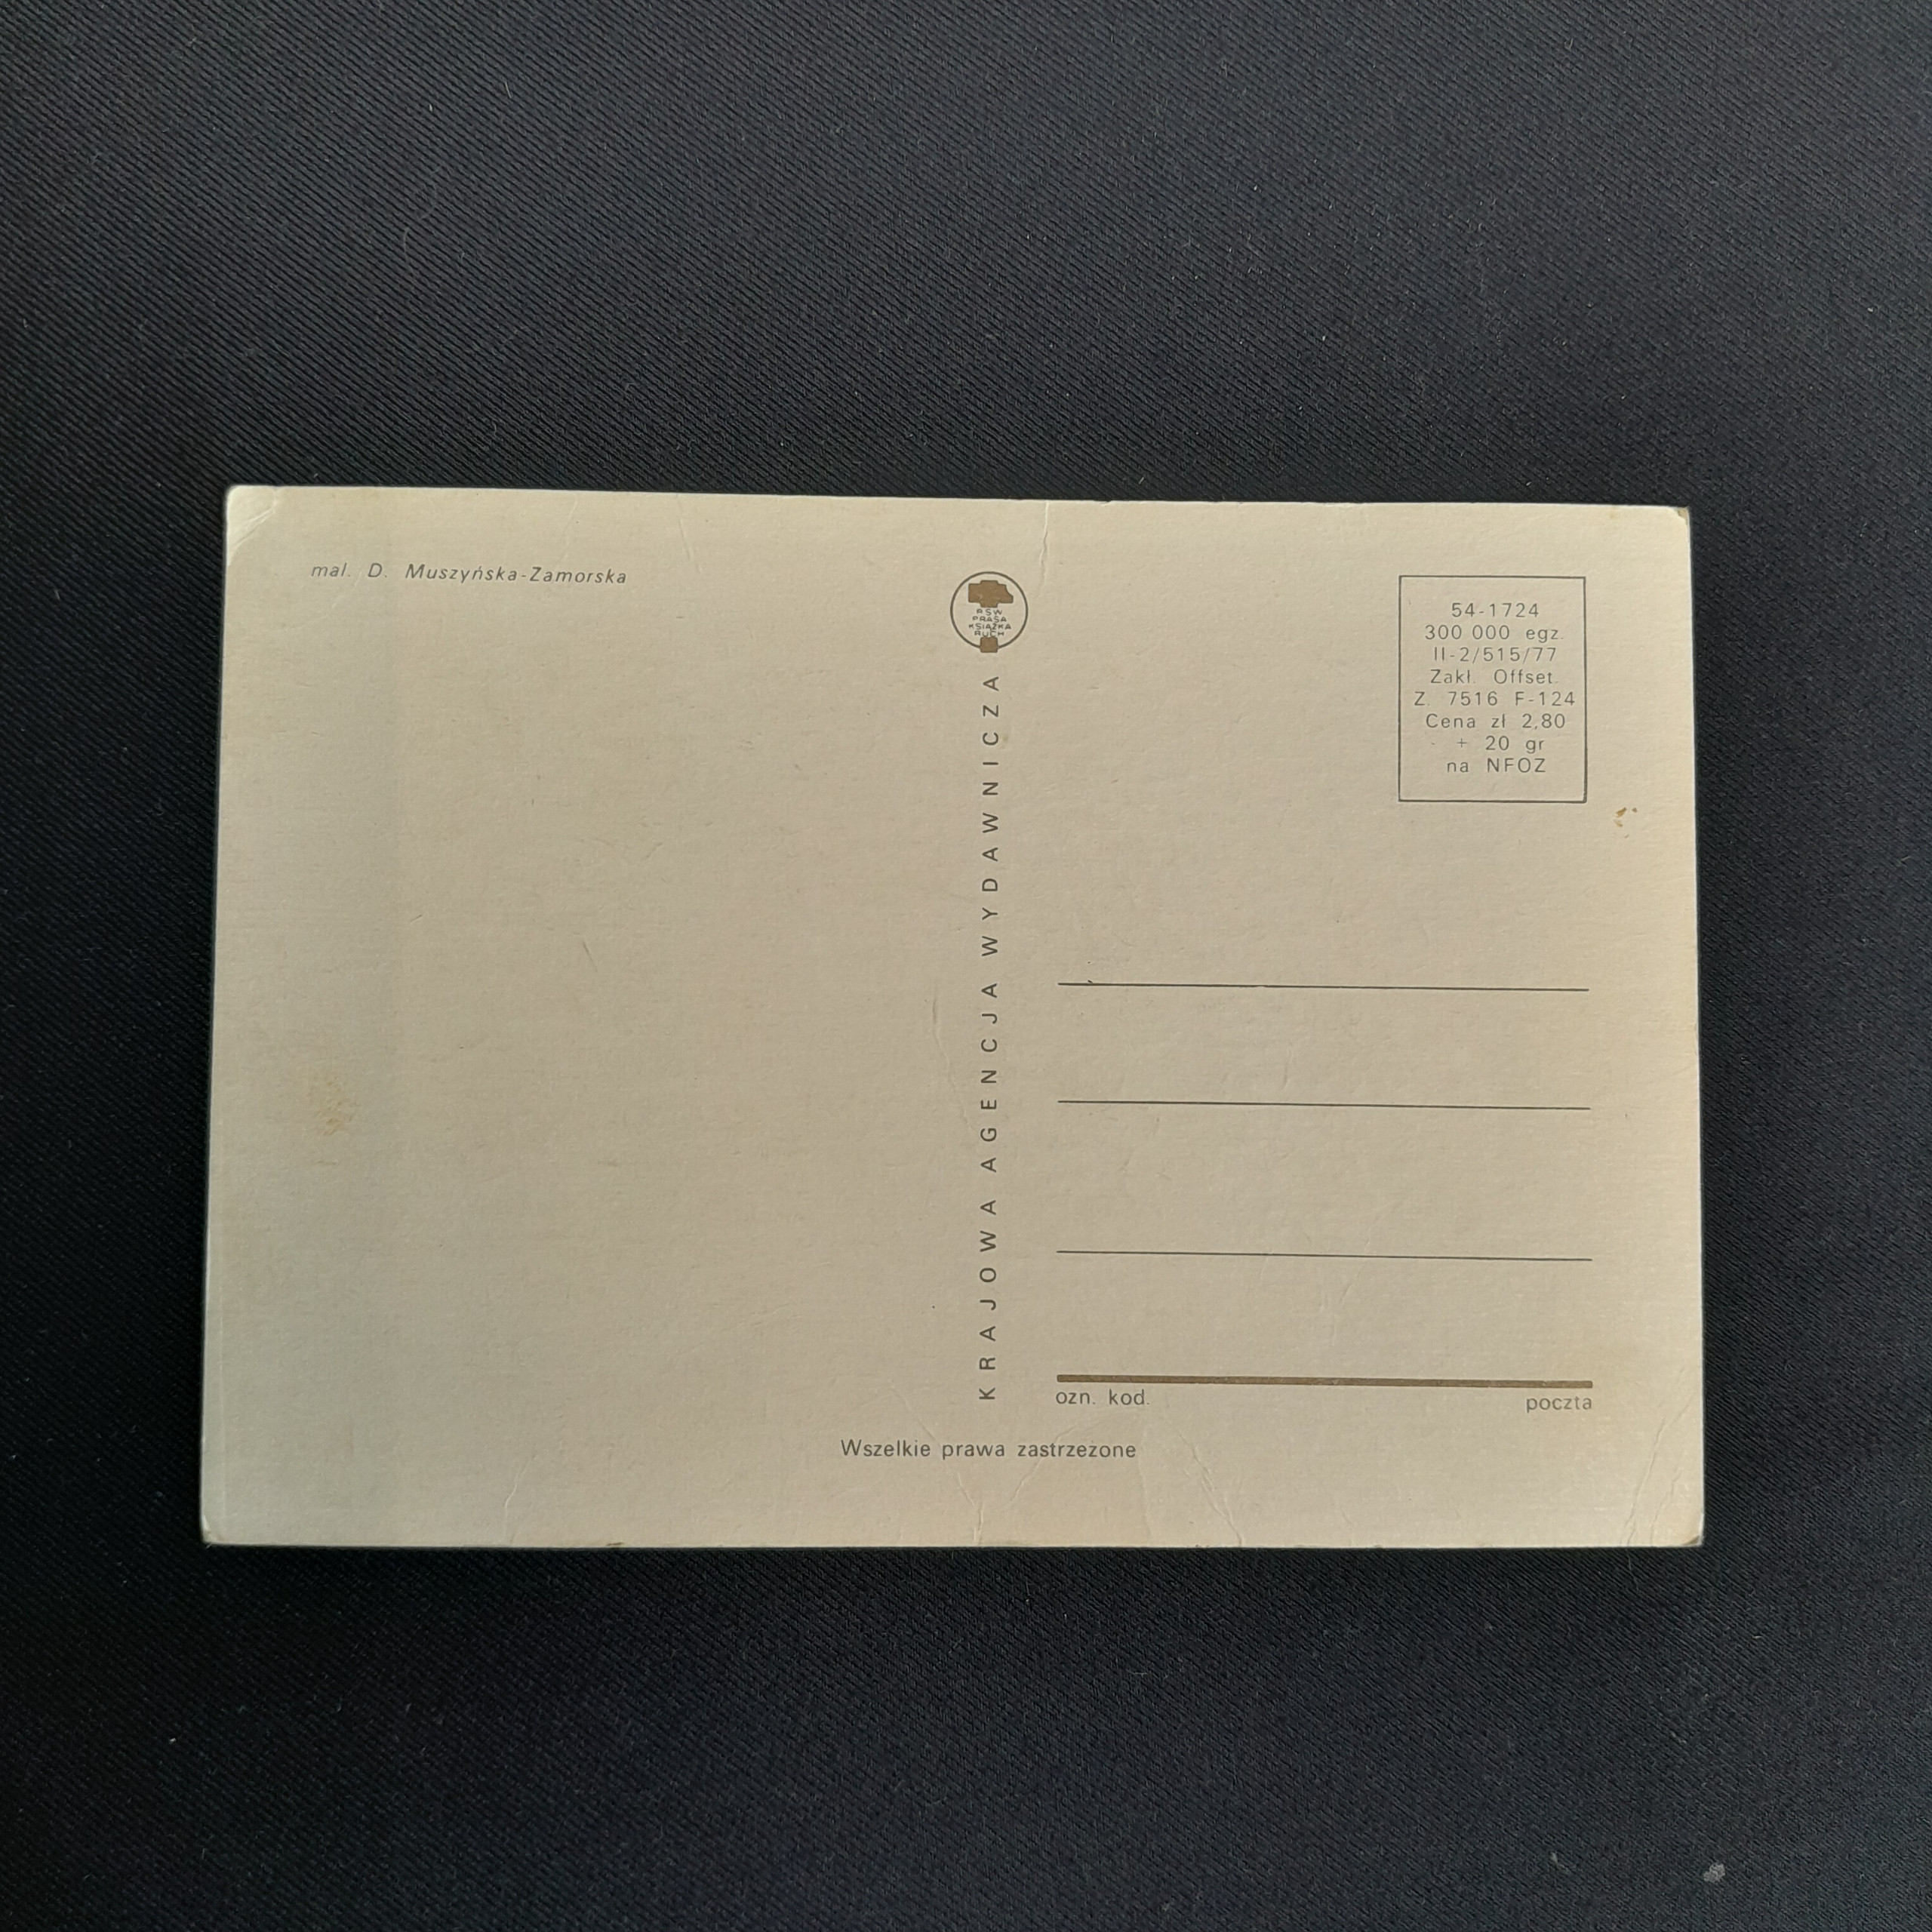 mal. D. Muszyńska-Zamorska
RSW
PRASA
KSIĄŻKA
RUCH
KRAJOWA AGENCJA WYDAWNICZA
54-1724
300 000 egz.
II-2/515/77
Zakł. Offset.
Z. 7516 F-124
Cena zł 2,80
+ 20 gr
na NFOZ
ozn. kod.
poczta
Wszelkie prawa zastrzeżone